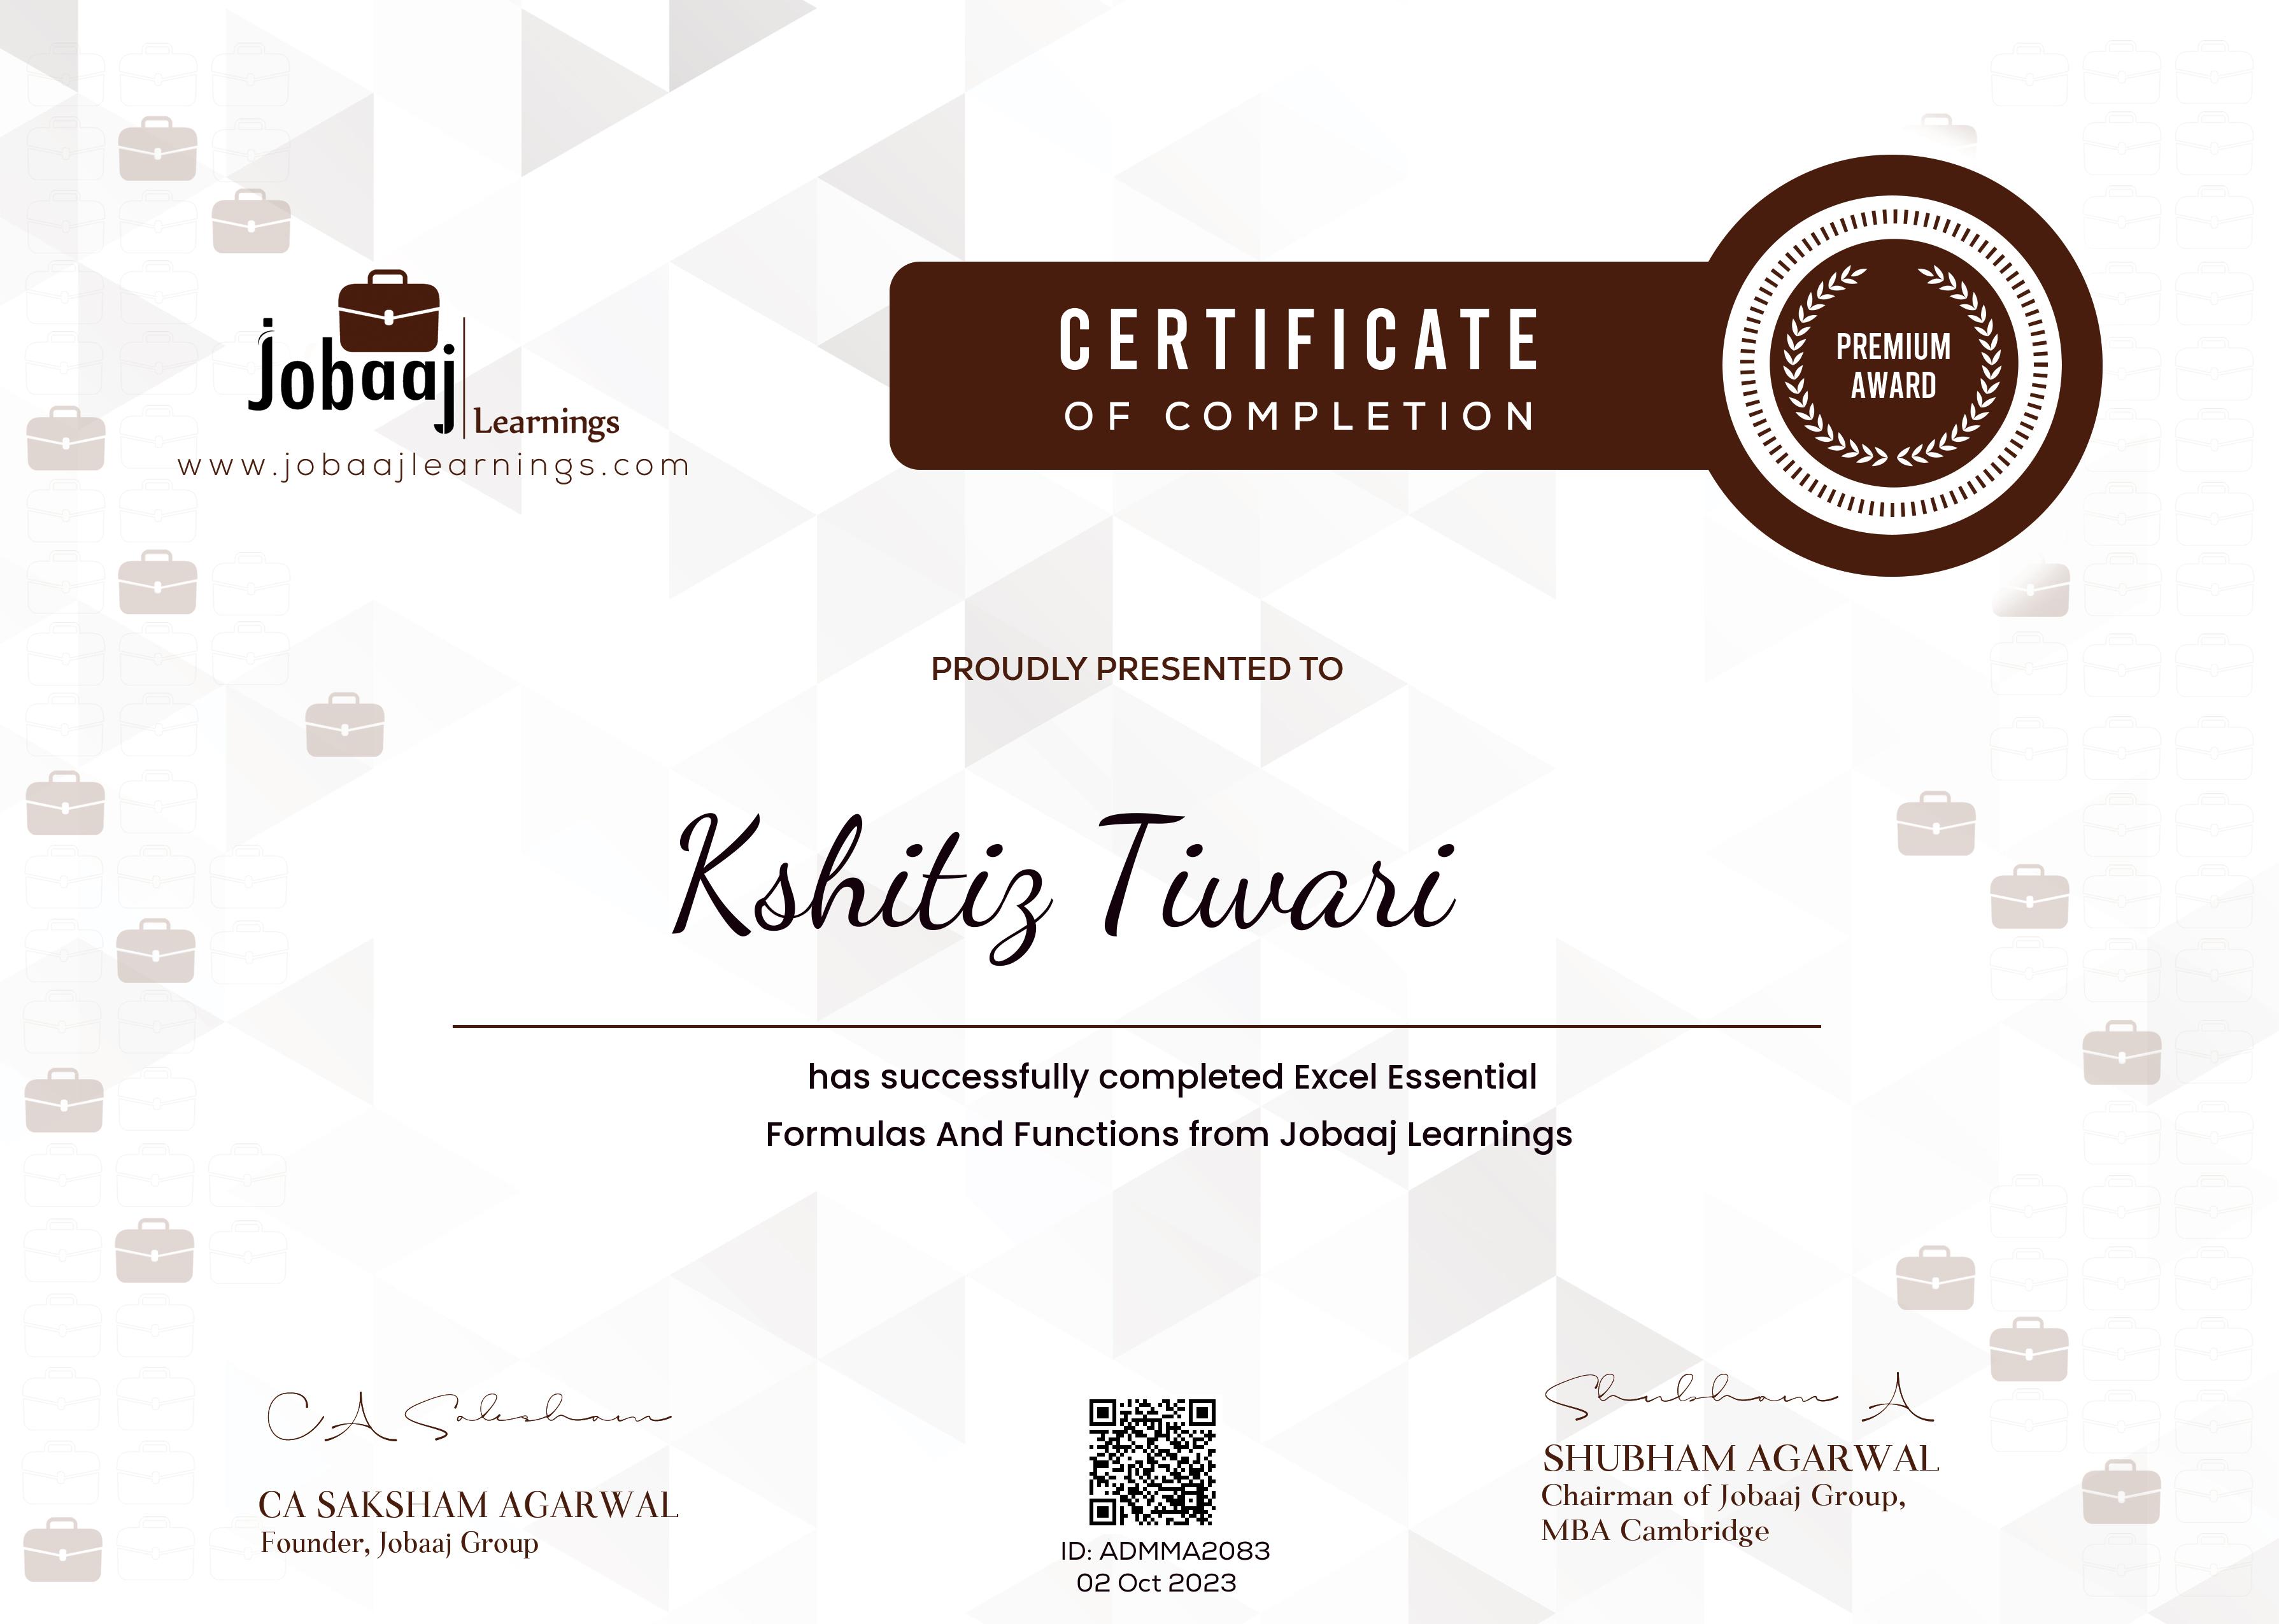 jobaaj
Learnings
www.jobaajlearnings.com
CERTIFICATE
OF COMPLETION
PREMIUM
AWARD
PROUDLY PRESENTED TO
Kshitiz Tiwari
has successfully completed Excel Essential
Formulas And Functions from Jobaaj Learnings
CA Saksham
CA SAKSHAM AGARWAL
Founder, Jobaaj Group
ID: ADMMA2083
02 Oct 2023
Shubham A
SHUBHAM AGARWAL
Chairman of Jobaaj Group,
MBA Cambridge